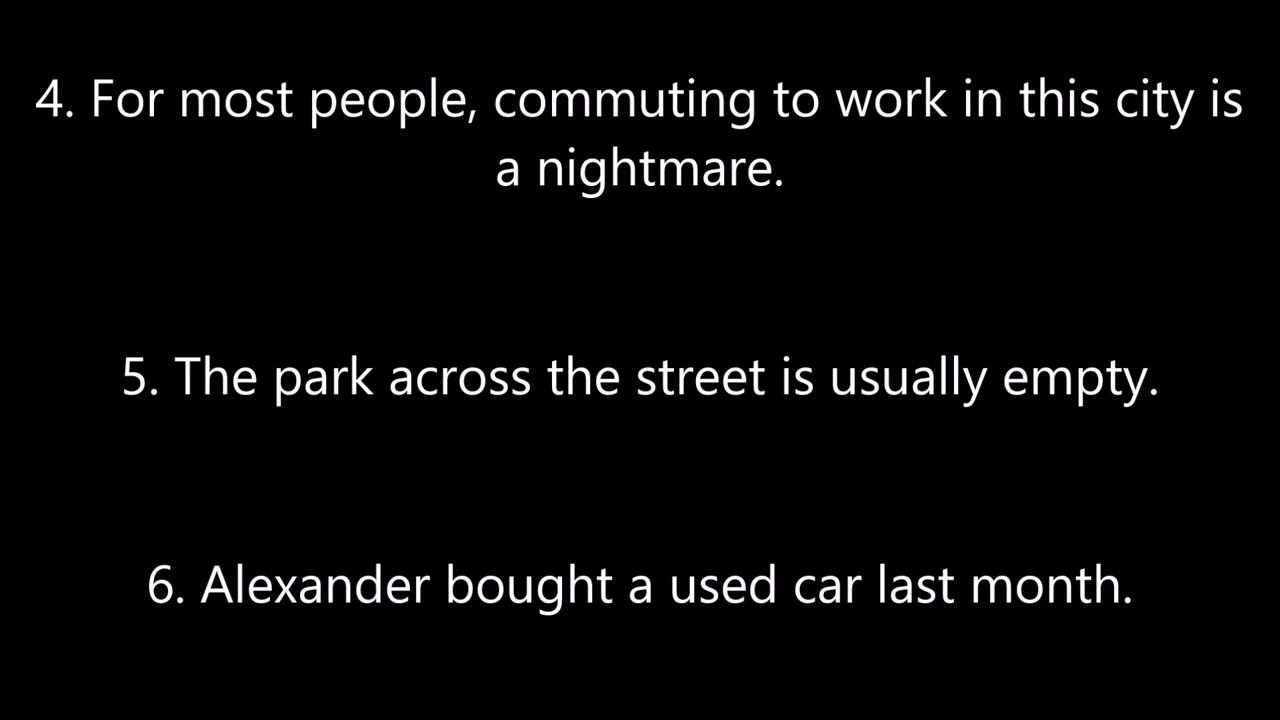 4. For most people, commuting to work in this city is
a nightmare.
5. The park across the street is usually empty.
6. Alexander bought a used car last month.